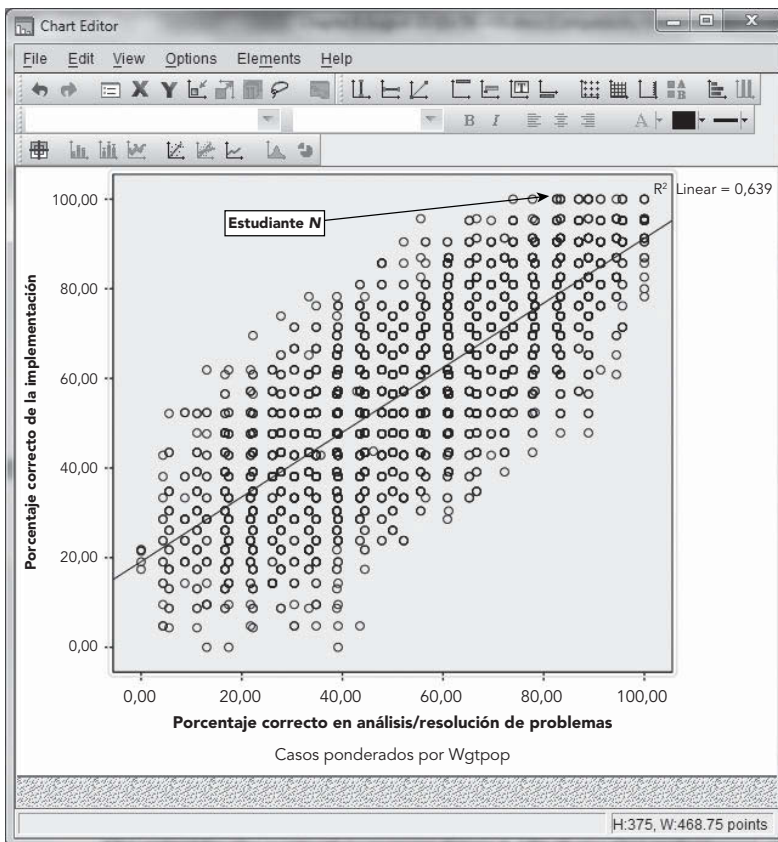 Chart Editor
File Edit View Options Elements Help
X Y
B I
A
R² Linear = 0,639
Estudiante N
Porcentaje correcto de la implementación
100,00
80,00
60,00
40,00
20,00
0,00
0,00 20,00 40,00 60,00 80,00 100,00
Porcentaje correcto en análisis/resolución de problemas
Casos ponderados por Wgtpop
H:375, W:468.75 points